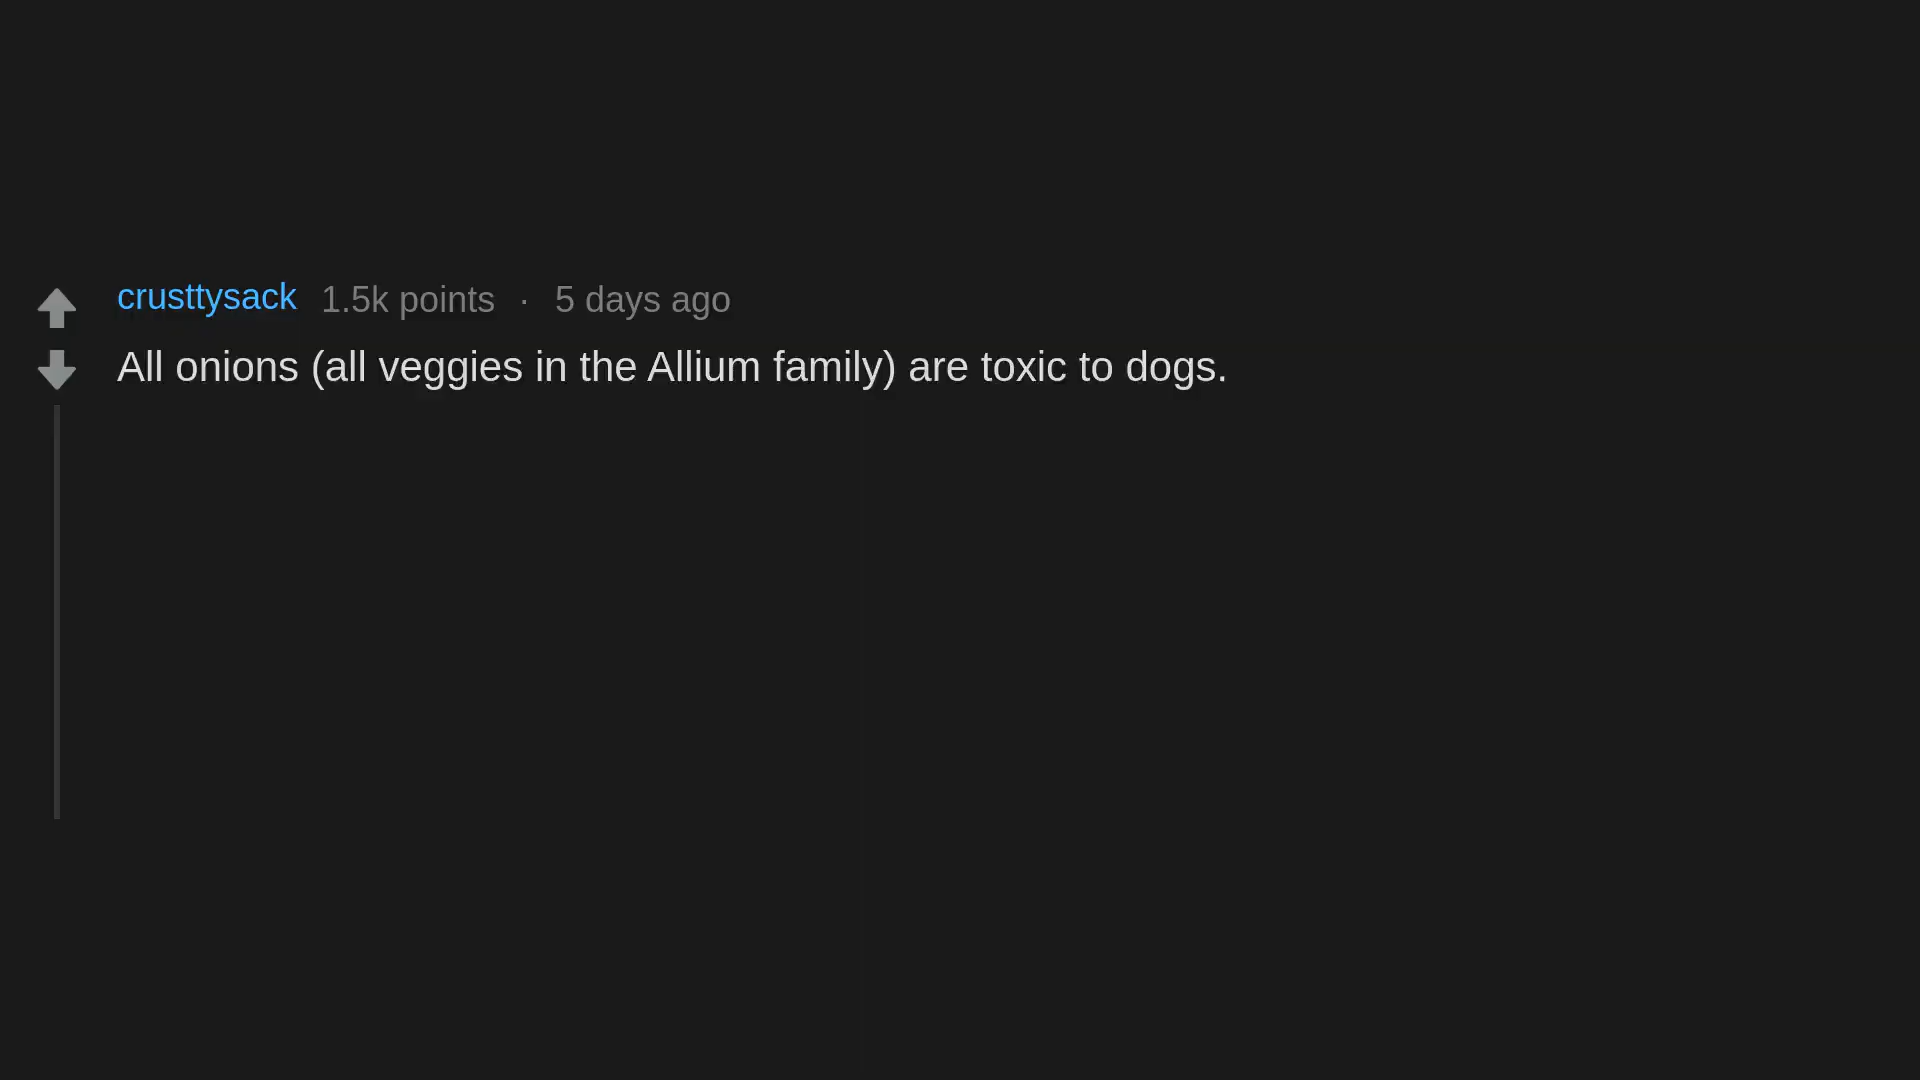 crusttysack 1.5k points · 5 days ago
All onions (all veggies in the Allium family) are toxic to dogs.